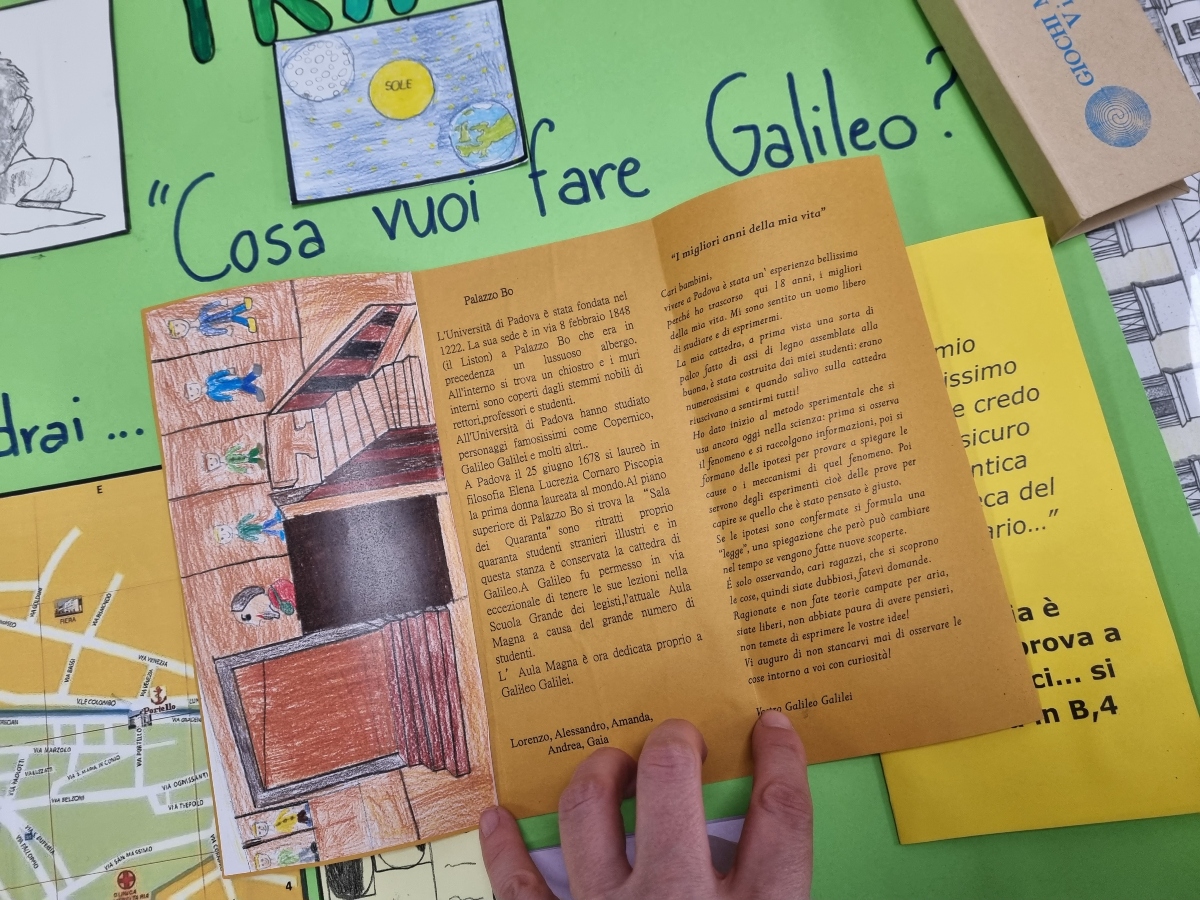 SOLE
"Cosa vuoi fare Galileo?
GIOCHI
drai ...
Palazzo Bo
L'Università di Padova è stata fondata nel
1222. La sua sede è in via 8 febbraio 1848
(il Liston) a Palazzo Bo che era in
precedenza un lussuoso albergo.
All'interno si trova un chiostro e i muri
interni sono coperti dagli stemmi nobili di
rettori,professori e studenti.
All'Università di Padova hanno studiato
personaggi famosissimi come Copernico,
Galileo Galilei e molti altri..
A Padova il 25 giugno 1678 si laureò in
filosofia Elena Lucrezia Cornaro Piscopia
la prima donna laureata al mondo.Al piano
superiore di Palazzo Bo si trova la "Sala
dei Quaranta" sono ritratti proprio
quaranta studenti stranieri illustri e in
questa stanza è conservata la cattedra di
Galileo.A Galileo fu permesso in via
eccezionale di tenere le sue lezioni nella
Scuola Grande dei legisti,l'attuale Aula
Magna a causa del grande numero di
studenti.
L' Aula Magna è ora dedicata proprio a
Galileo Galilei.
Lorenzo, Alessandro, Amanda,
Andrea, Gaia
"I migliori anni della mia vita"
Cari bambini,
vivere a Padova è stata un' esperienza bellissima
Perché ho trascorso qui 18 anni, i migliori
della mia vita. Mi sono sentito un uomo libero
di studiare e di esprimermi.
La mia cattedra, a prima vista una sorta di
palco fatto di assi di legno assemblate alla
buona, è stata costruita dai miei studenti: erano
numerosissimi e quando salivo sulla cattedra
riuscivano a sentirmi tutti!
Ho dato inizio al metodo sperimentale che si
usa ancora oggi nella scienza: prima si osserva
il fenomeno e si raccolgono informazioni, poi si
formano delle ipotesi per provare a spiegare le
cause o i meccanismi di quel fenomeno. Poi
servono degli esperimenti cioè delle prove per
capire se quello che è stato pensato è giusto.
Se le ipotesi sono confermate si formula una
"legge", una spiegazione che però può cambiare
nel tempo se vengono fatte nuove scoperte.
È solo osservando, cari ragazzi, che si scoprono
le cose, quindi siate dubbiosi, fatevi domande.
Ragionate e non fate teorie campate per aria,
siate liberi, non abbiate paura di avere pensieri,
non temete di esprimere le vostre idee!
Vi auguro di non stancarvi mai di osservare le
cose intorno a voi con curiosità!
Galileo Galilei
mio
issimo
e credo
sicuro
ntica
eca del
ario..."
ia è
prova a
ci... si
in B,4
E
FIERA
VIA VENEZIA
V.LE COLOMBO
Portello
VIA MARZOLO
VIA BELZONI
VIA OGNISSANTI
VIA TIEPOLO
VIA SAN MASSIMO
4